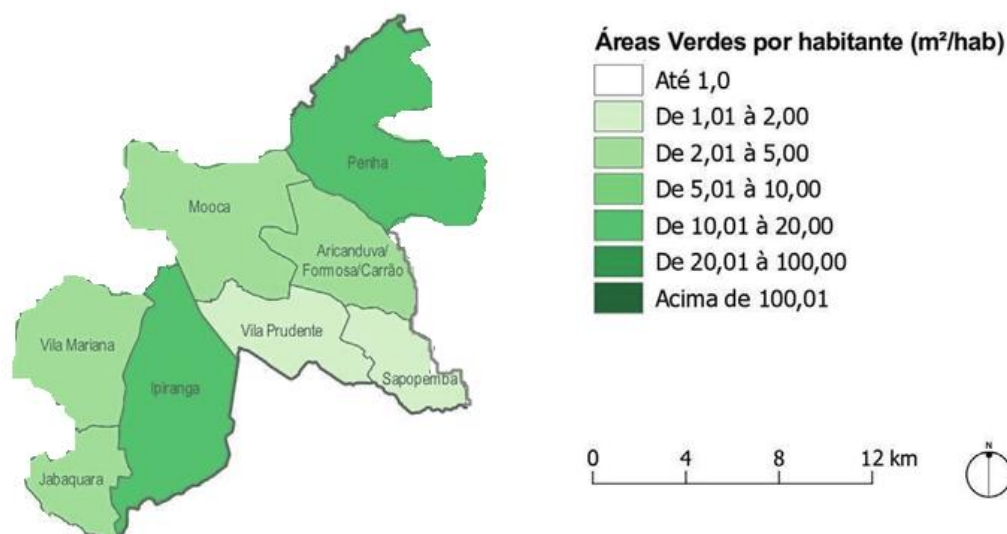 Áreas Verdes por habitante (m²/hab)
Até 1,0
De 1,01 à 2,00
De 2,01 à 5,00
De 5,01 à 10,00
De 10,01 à 20,00
De 20,01 à 100,00
Acima de 100,01
Penha
Mooca
Aricanduva/
Formosa/Carrão
Vila Prudente
Vila Mariana
Sapopemba
Ipiranga
Jabaquara
0 4 8 12 km
N